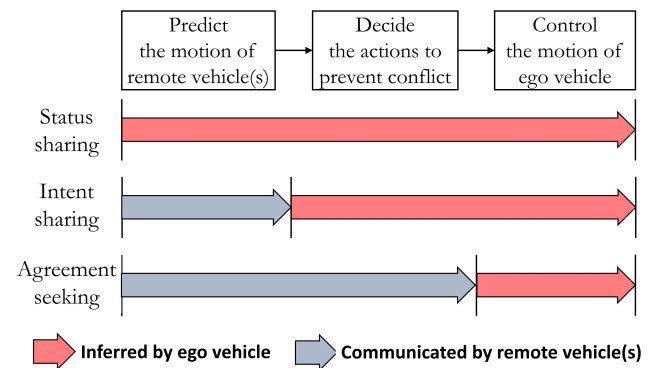 Predict
the motion of
remote vehicle(s)
Decide
the actions to
prevent conflict
Control
the motion of
ego vehicle
Status
sharing
Intent
sharing
Agreement
seeking
Inferred by ego vehicle
Communicated by remote vehicle(s)